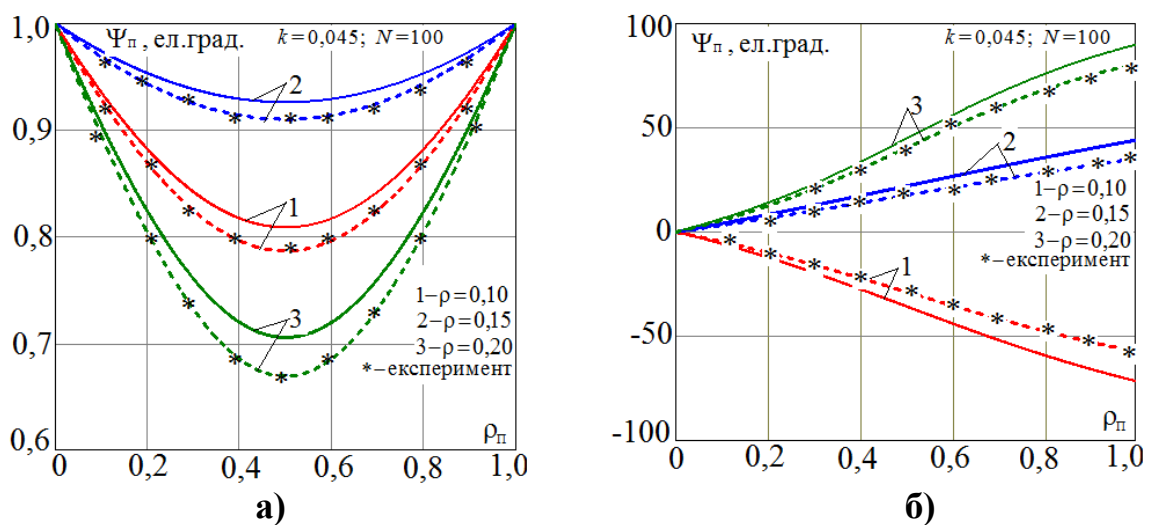 1,0
0,9
0,8
0,7
0,6
Ψп , ел.град.
k=0,045; N=100
2
1
3
1–ρ=0,10
2–ρ=0,15
3–ρ=0,20
*–експеримент
ρп
0 0,2 0,4 0,6 0,8 1,0
а)
100
50
0
-50
-100
Ψп , ел.град.
k=0,045; N=100
3
2
1–ρ=0,10
2–ρ=0,15
3–ρ=0,20
*–експеримент
1
ρп
0 0,2 0,4 0,6 0,8 1,0
б)